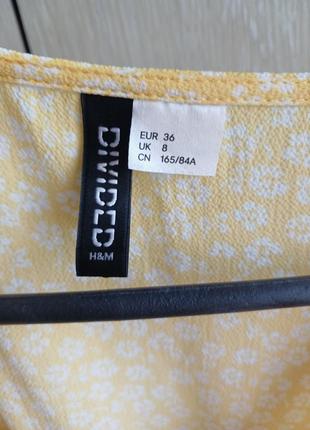 DIVIDED
H&M
EUR 36
UK 8
CN 165/84A